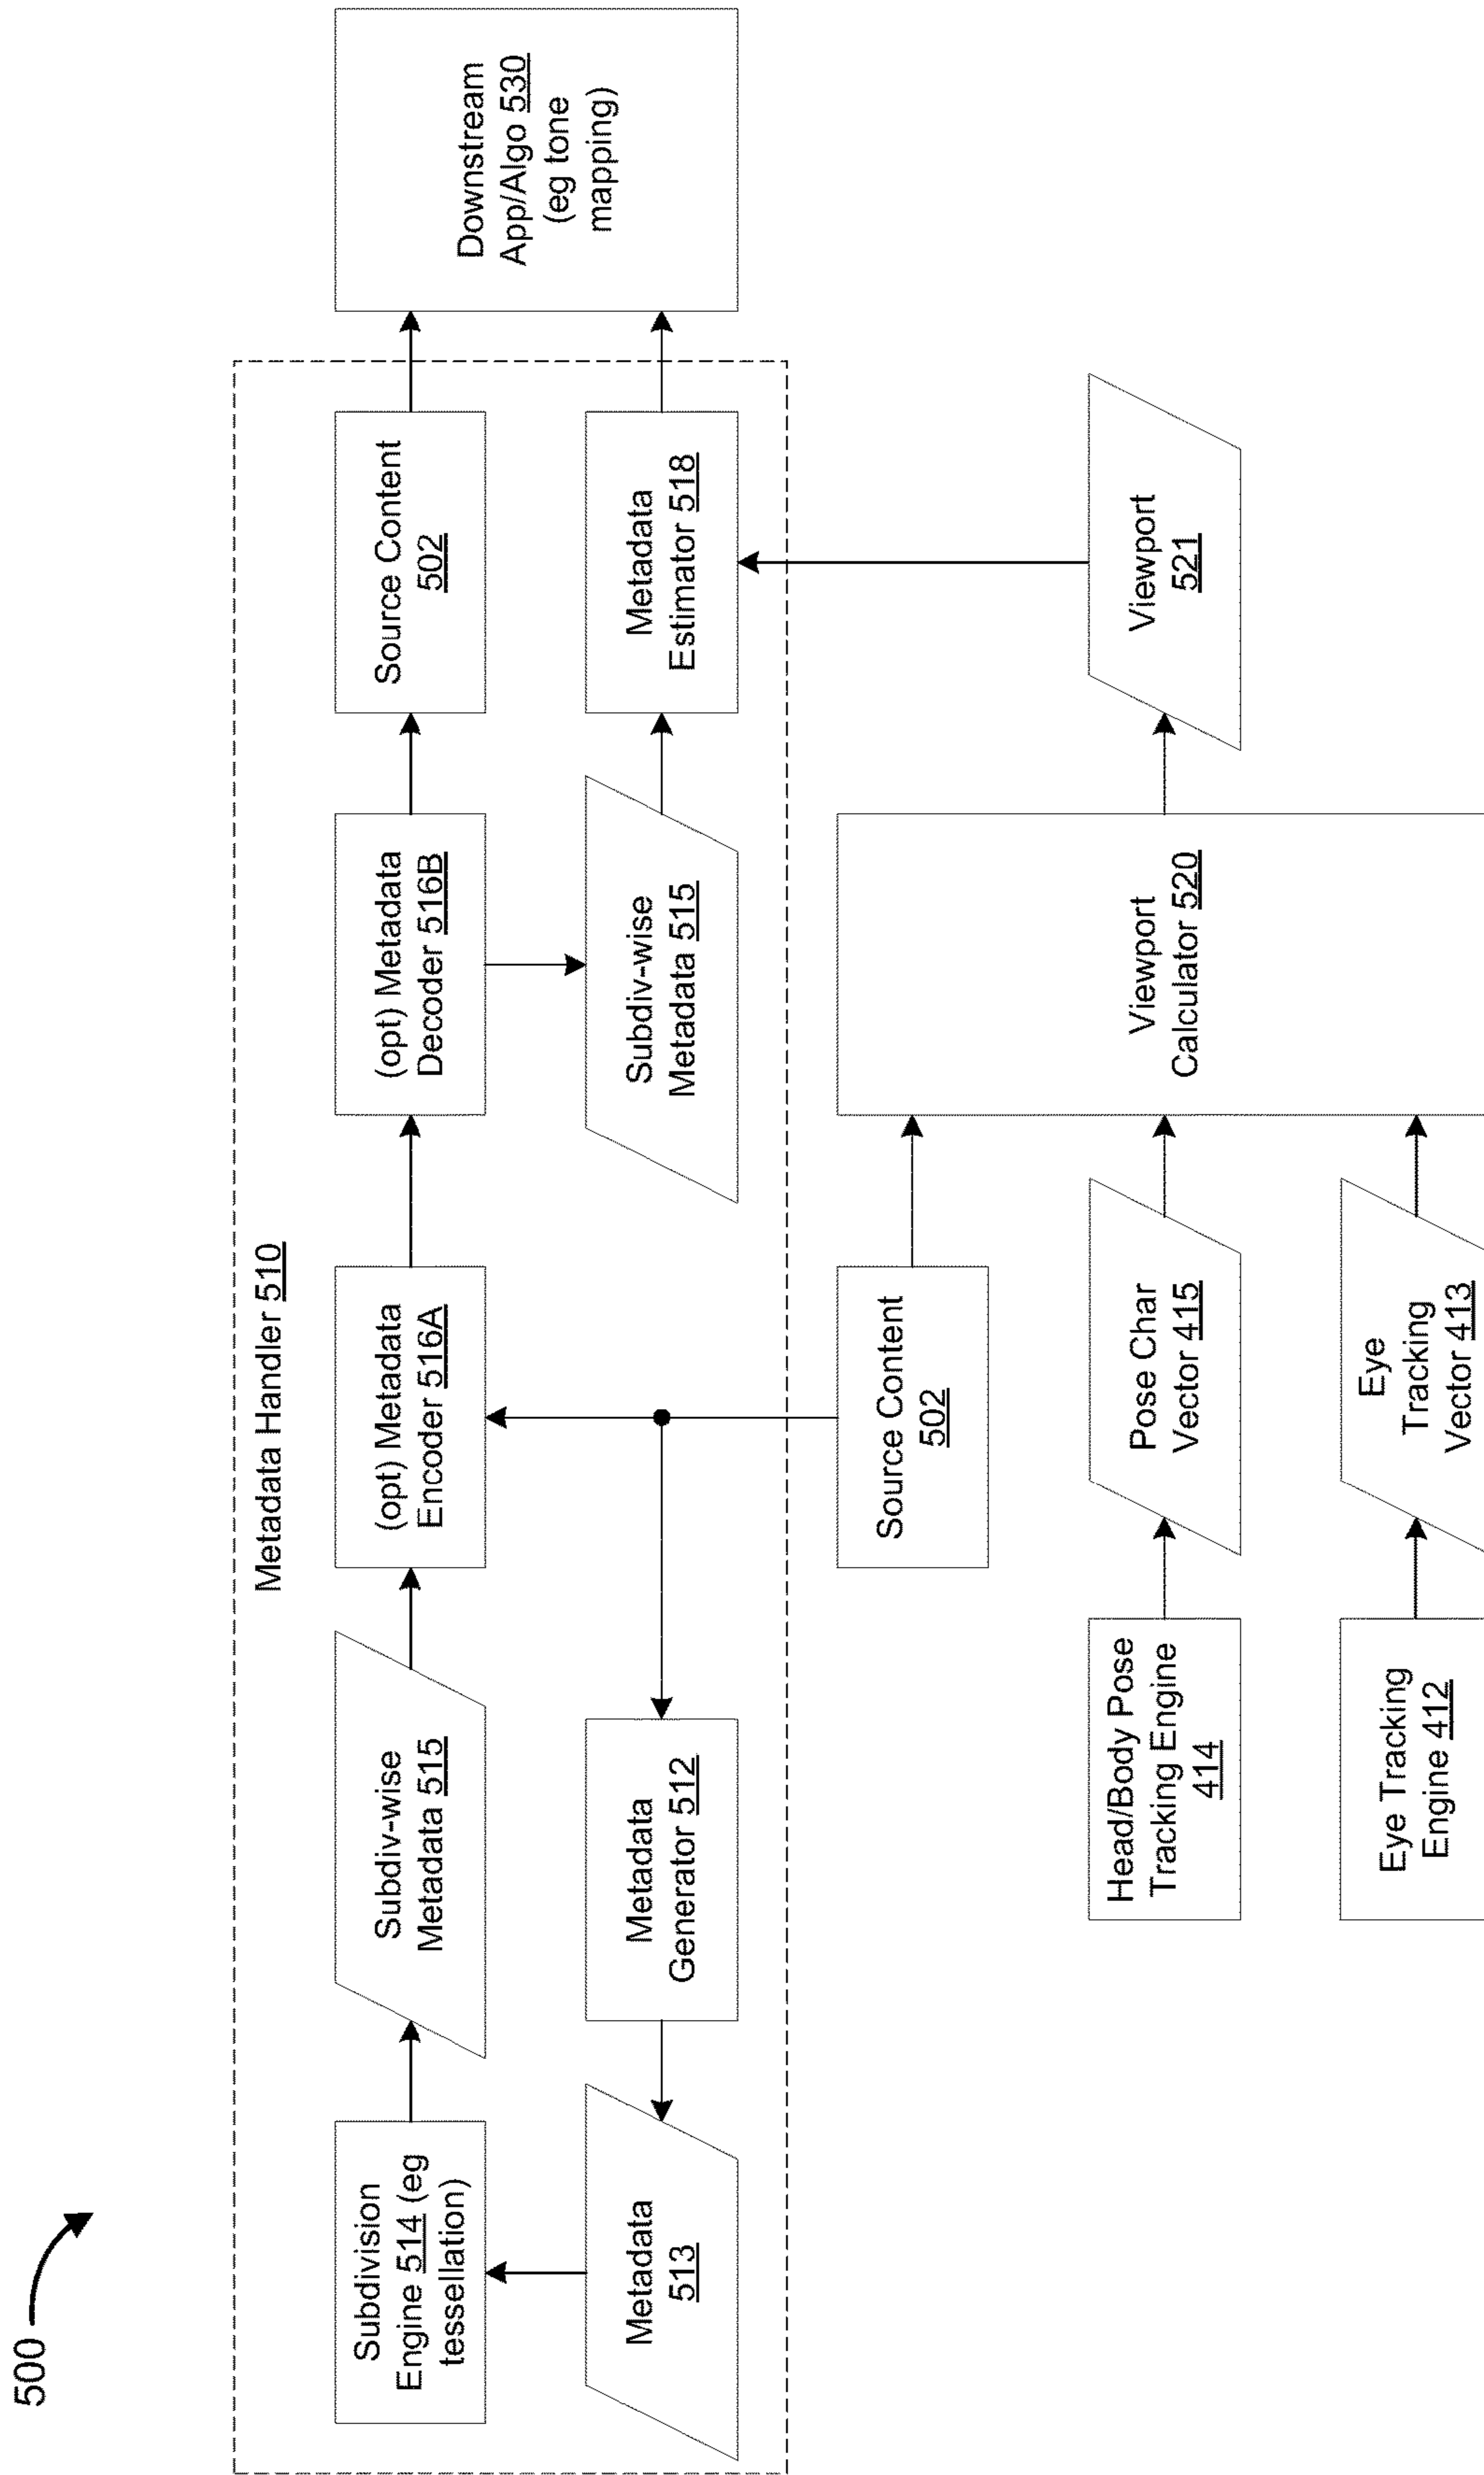 500
Metadata Handler 510
Subdivision
Engine 514 (eg
tessellation)
Subdiv-wise
Metadata 515
(opt) Metadata
Encoder 516A
(opt) Metadata
Decoder 516B
Source Content
502
Downstream
App/Algo 530
(eg tone
mapping)
Metadata
513
Metadata
Generator 512
Subdiv-wise
Metadata 515
Metadata
Estimator 518
Source Content
502
Head/Body Pose
Tracking Engine
414
Pose Char
Vector 415
Viewport
Calculator 520
Viewport
521
Eye Tracking
Engine 412
Eye
Tracking
Vector 413